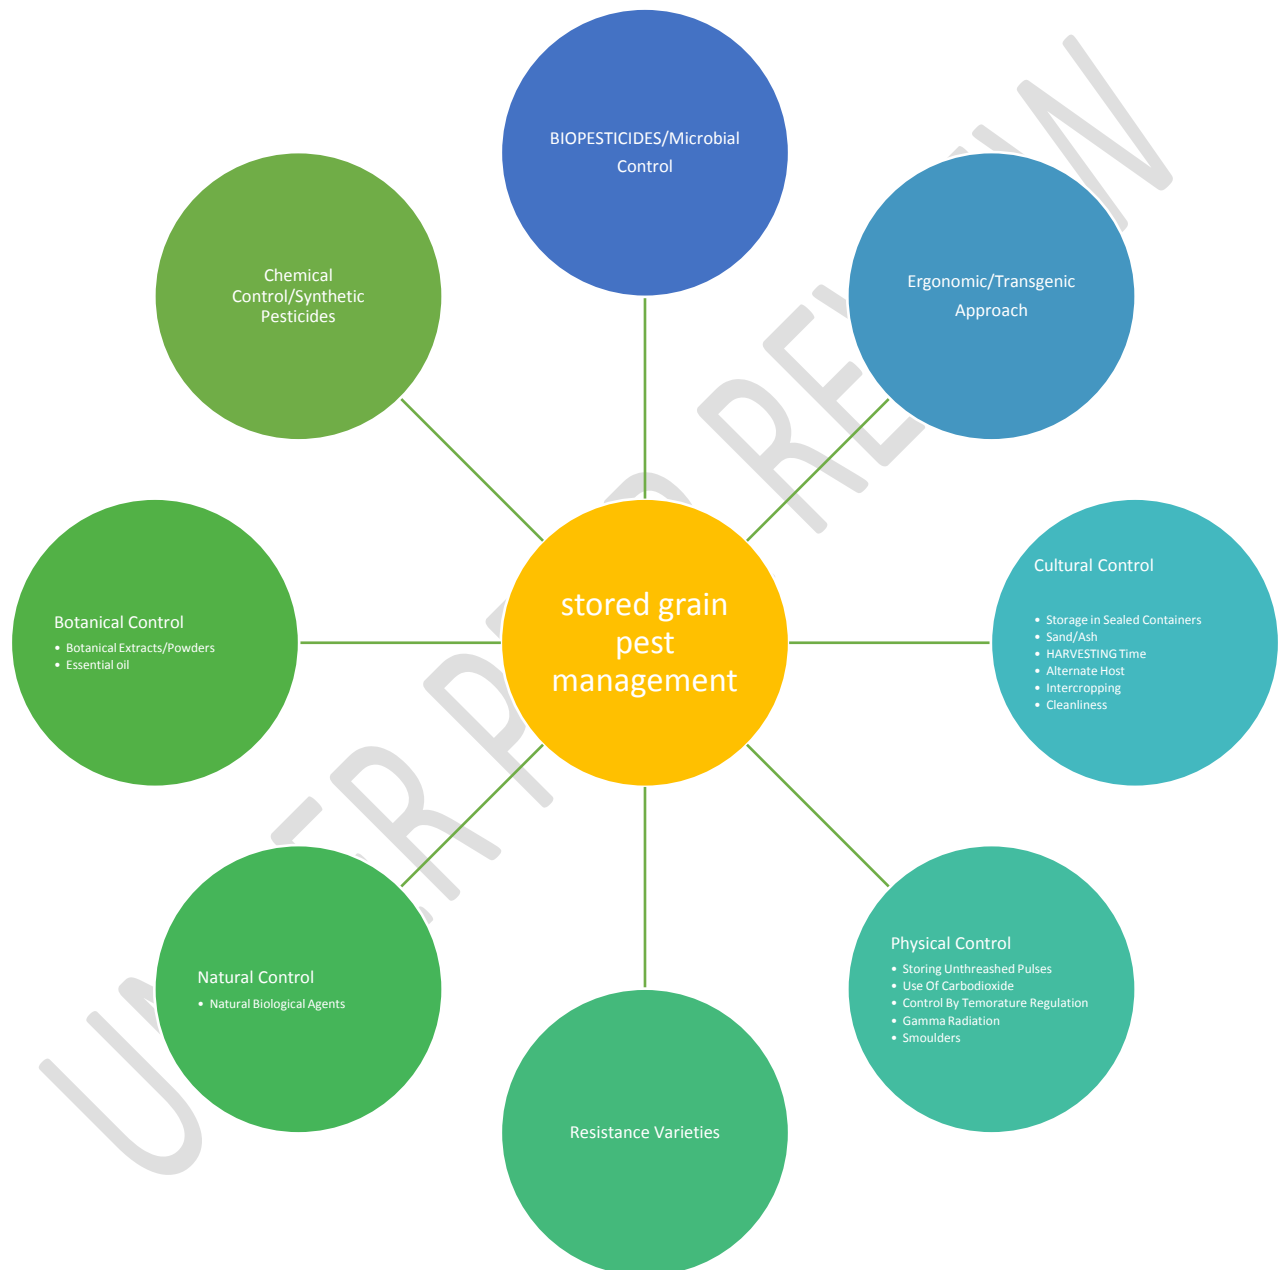 BIOPESTICIDES/Microbial
Control
Ergonomic/Transgenic
Approach
Cultural Control
• Storage in Sealed Containers
• Sand/Ash
• HARVESTING Time
• Alternate Host
• Intercropping
• Cleanliness
Physical Control
• Storing Unthreashed Pulses
• Use Of Carbodioxide
• Control By Temorature Regulation
• Gamma Radiation
• Smoulders
Resistance Varieties
Natural Control
• Natural Biological Agents
Botanical Control
• Botanical Extracts/Powders
• Essential oil
Chemical
Control/Synthetic
Pesticides
stored grain
pest
management